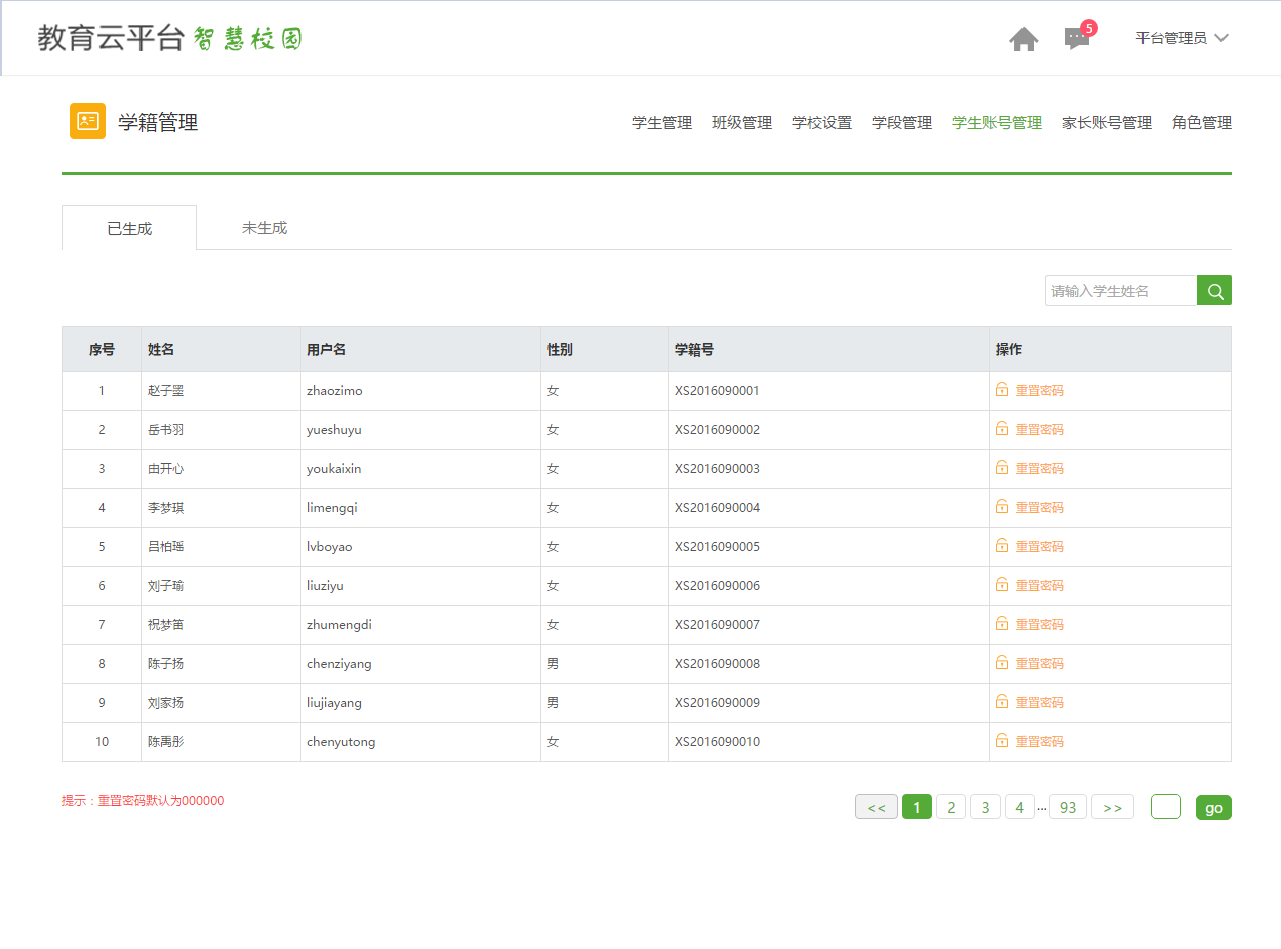 教育云平台 智慧校园 5 平台管理员
学籍管理 学生管理 班级管理 学校设置 学段管理 学生账号管理 家长账号管理 角色管理
已生成 未生成
请输入学生姓名
序号 姓名 用户名 性别 学籍号 操作
1 赵子墨 zhaozimo 女 XS2016090001 重置密码
2 岳书羽 yueshuyu 女 XS2016090002 重置密码
3 由开心 youkaixin 女 XS2016090003 重置密码
4 李梦琪 limengqi 女 XS2016090004 重置密码
5 吕柏瑶 lvboyao 女 XS2016090005 重置密码
6 刘子瑜 liuziyu 女 XS2016090006 重置密码
7 祝梦笛 zhumengdi 女 XS2016090007 重置密码
8 陈子扬 chenziyang 男 XS2016090008 重置密码
9 刘家扬 liujiayang 男 XS2016090009 重置密码
10 陈禹彤 chenyutong 女 XS2016090010 重置密码
提示：重置密码默认为000000 << 1 2 3 4 ... 93 >> go